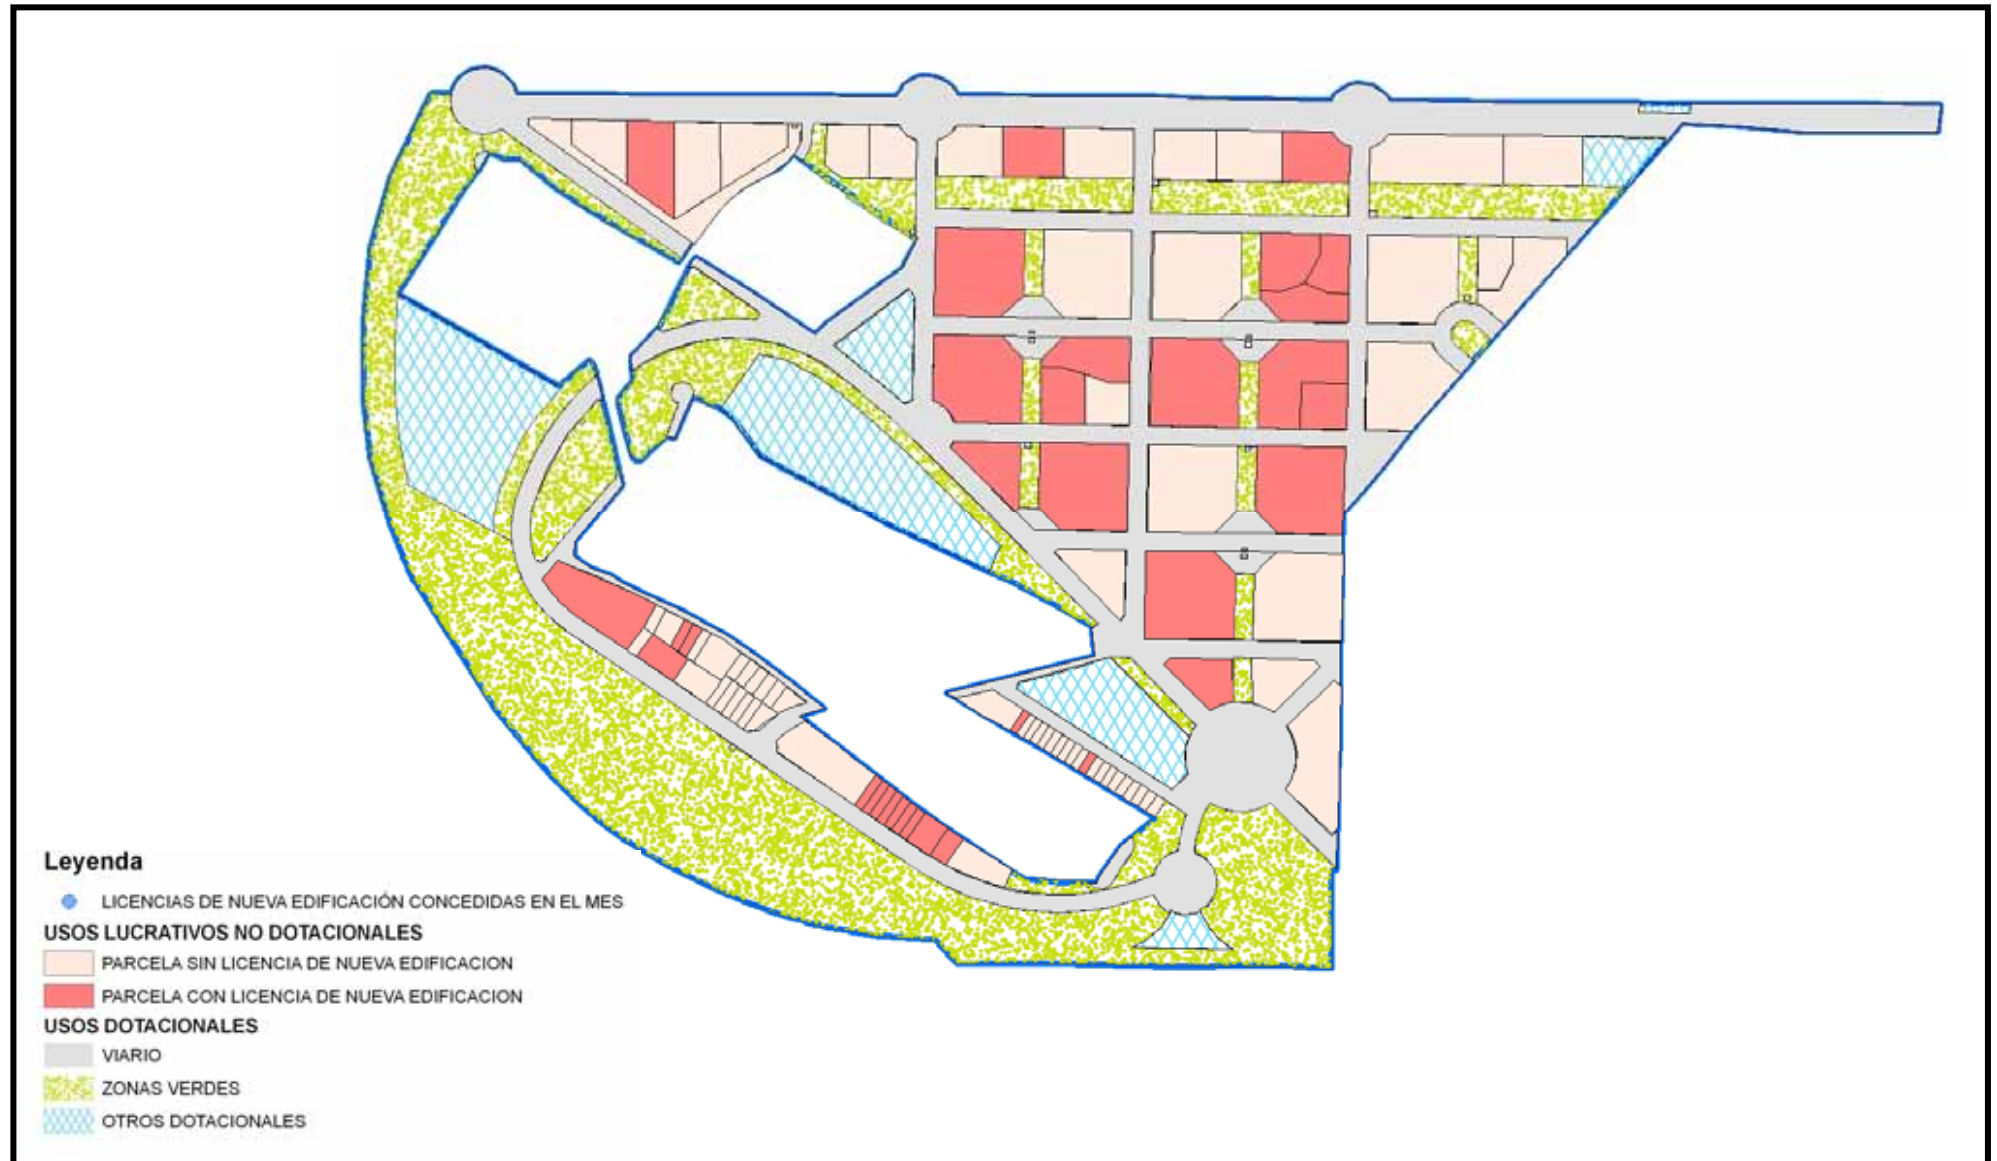 Leyenda
LICENCIAS DE NUEVA EDIFICACIÓN CONCEDIDAS EN EL MES
USOS LUCRATIVOS NO DOTACIONALES
PARCELA SIN LICENCIA DE NUEVA EDIFICACION
PARCELA CON LICENCIA DE NUEVA EDIFICACION
USOS DOTACIONALES
VIARIO
ZONAS VERDES
OTROS DOTACIONALES